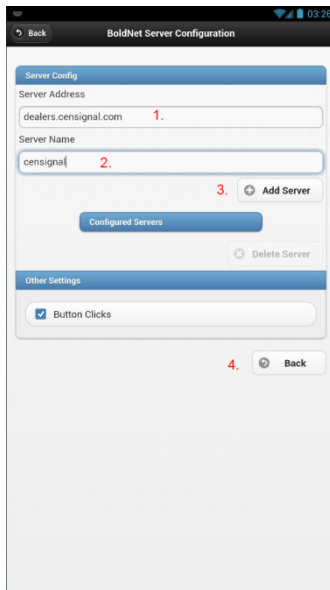 03:26
Back BoldNet Server Configuration
Server Config
Server Address
dealers.censignal.com 1.
Server Name
censignal 2.
3. Add Server
Configured Servers
Delete Server
Other Settings
Button Clicks
4. Back